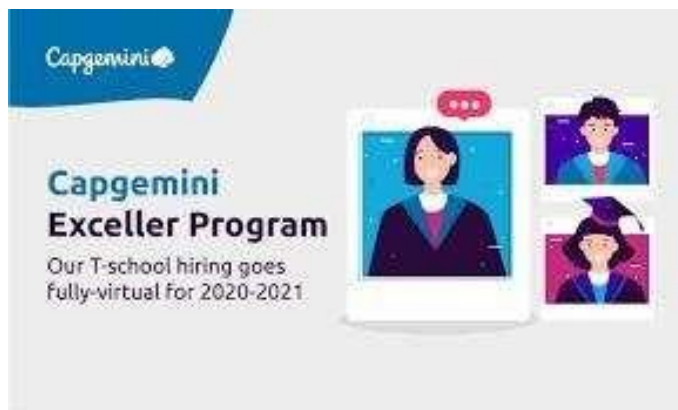 Capgemini
Capgemini
Exceller Program
Our T-school hiring goes
fully-virtual for 2020-2021